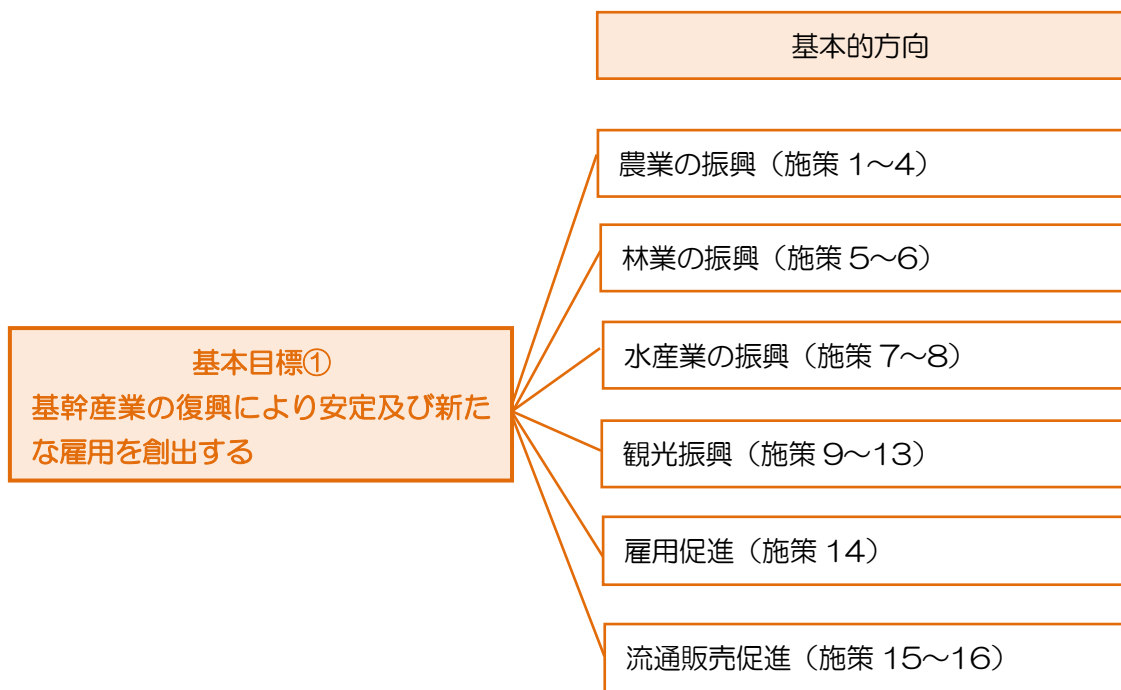 基本的方向
農業の振興（施策 1～4）
林業の振興（施策 5～6）
水産業の振興（施策 7～8）
基本目標①
基幹産業の復興により安定及び新た
な雇用を創出する
観光振興（施策 9～13）
雇用促進（施策 14）
流通販売促進（施策 15～16）